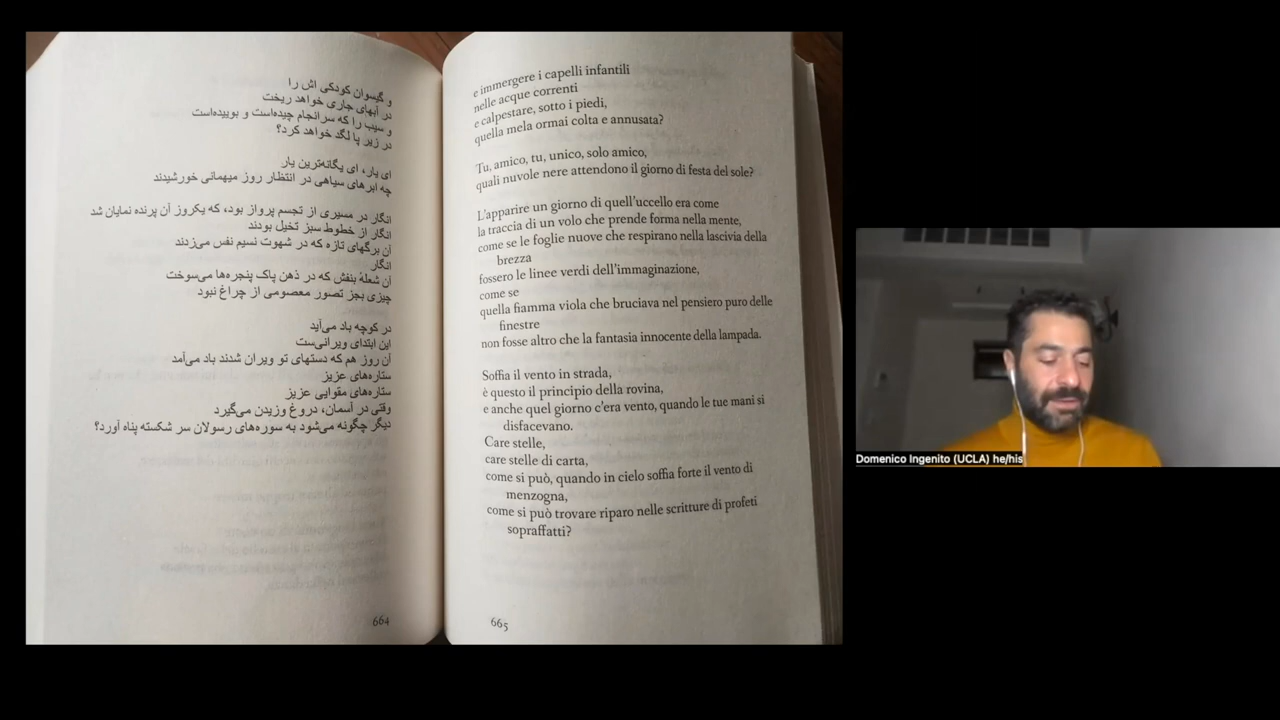 و گیسوان کودکی اش را
در آبهای جاری خواهد ریخت
و سیب را که سرانجام چیده‌است و بوییده‌است
در زیر پا لگد خواهد کرد؟
ای یار، ای یگانه‌ترین یار
چه ابرهای سیاهی در انتظار روز میهمانی خورشیدند
انگار در مسیری از تجسم پرواز بود، که یکروز آن پرنده نمایان شد
انگار از خطوط سبز تخیل بودند
آن برگهای تازه که در شهوت نسیم نفس می‌زدند
انگار
آن شعلهٔ بنفش که در ذهن پاک پنجره‌ها می‌سوخت
چیزی بجز تصور معصومی از چراغ نبود
در کوچه باد می‌آید
این ابتدای ویرانی‌ست
آن روز هم که دستهای تو ویران شدند باد می‌آمد
ستاره‌های عزیز
ستاره‌های مقوایی عزیز
وقتی در آسمان، دروغ وزیدن می‌گیرد
دیگر چگونه می‌شود به سوره‌های رسولان سر شکسته پناه آورد؟
664
e immergere i capelli infantili
nelle acque correnti
e calpestare, sotto i piedi,
quella mela ormai colta e annusata?
Tu, amico, tu, unico, solo amico,
quali nuvole nere attendono il giorno di festa del sole?
L'apparire un giorno di quell'uccello era come
la traccia di un volo che prende forma nella mente,
come se le foglie nuove che respirano nella lascivia della
brezza
fossero le linee verdi dell'immaginazione,
come se
quella fiamma viola che bruciava nel pensiero puro delle
finestre
non fosse altro che la fantasia innocente della lampada.
Soffia il vento in strada,
è questo il principio della rovina,
e anche quel giorno c'era vento, quando le tue mani si
disfacevano.
Care stelle,
care stelle di carta,
come si può, quando in cielo soffia forte il vento di
menzogna,
come si può trovare riparo nelle scritture di profeti
sopraffatti?
665
Domenico Ingenito (UCLA) he/his